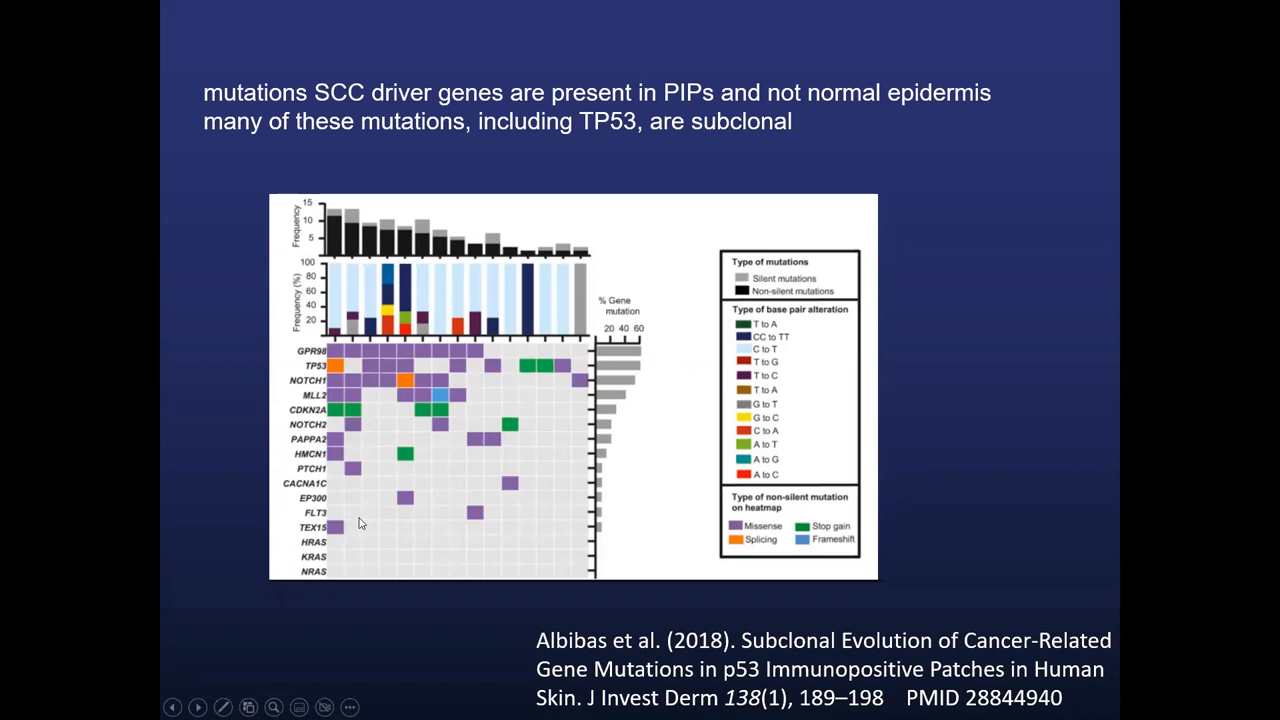 mutations SCC driver genes are present in PIPs and not normal epidermis
many of these mutations, including TP53, are subclonal
Frequency
15
10
5
Frequency (%)
100
80
60
40
20
% Gene
mutation
20 40 60
GPR98
TP53
NOTCH1
MLL2
CDKN2A
NOTCH2
PAPPA2
HMCN1
PTCH1
CACNA1C
EP300
FLT3
TEX15
HRAS
KRAS
NRAS
Type of mutations
Silent mutations
Non-silent mutations
Type of base pair alteration
T to A
CC to TT
C to T
T to G
T to C
T to A
G to T
G to C
C to A
A to T
A to G
A to C
Type of non-silent mutation
on heatmap
Missense Stop gain
Splicing Frameshift
Albibas et al. (2018). Subclonal Evolution of Cancer-Related
Gene Mutations in p53 Immunopositive Patches in Human
Skin. J Invest Derm 138(1), 189–198 PMID 28844940